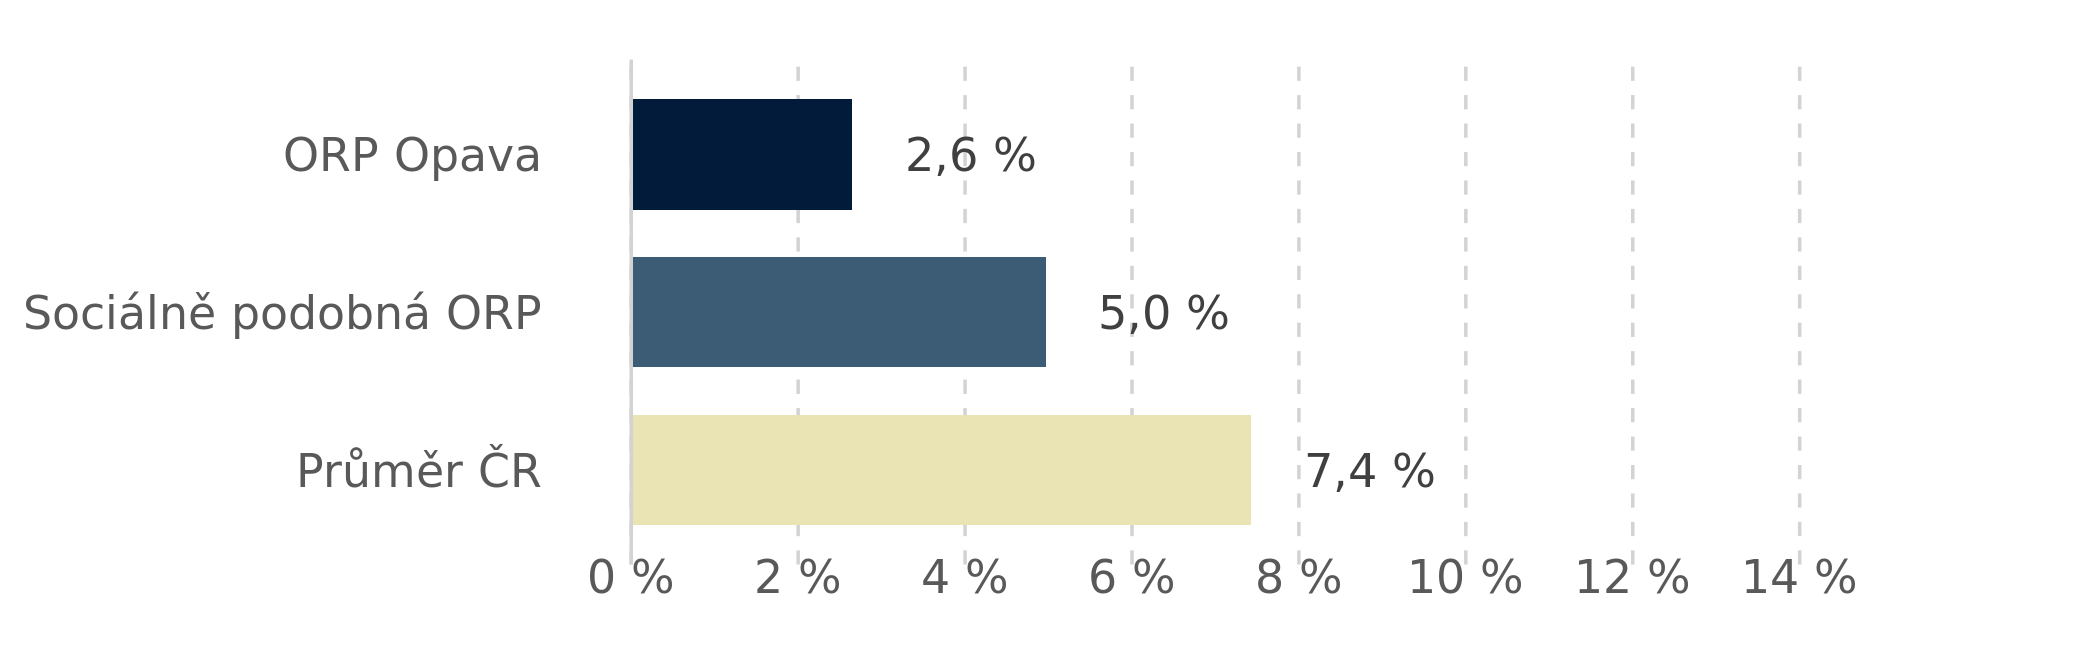 ORP Opava
2,6 %
Sociálně podobná ORP
5,0 %
Průměr ČR
7,4 %
0 % 2 % 4 % 6 % 8 % 10 % 12 % 14 %